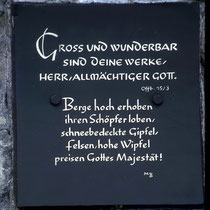 GROSS UND WUNDERBAR
SIND DEINE WERKE,
HERR, ALLMÄCHTIGER GOTT.
Offb. 15/3
Berge hoch erhoben
ihren Schöpfer loben,
schneebedeckte Gipfel,
Felsen, hohe Wipfel
preisen Gottes Majestät!